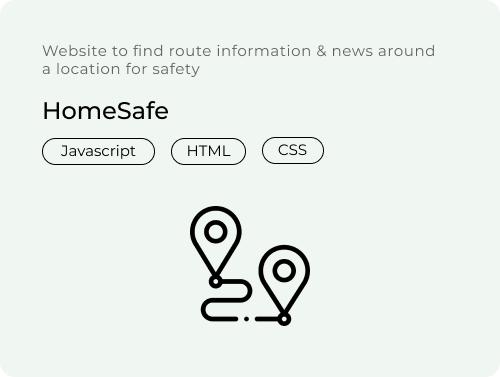 Website to find route information & news around
a location for safety
HomeSafe
Javascript HTML CSS